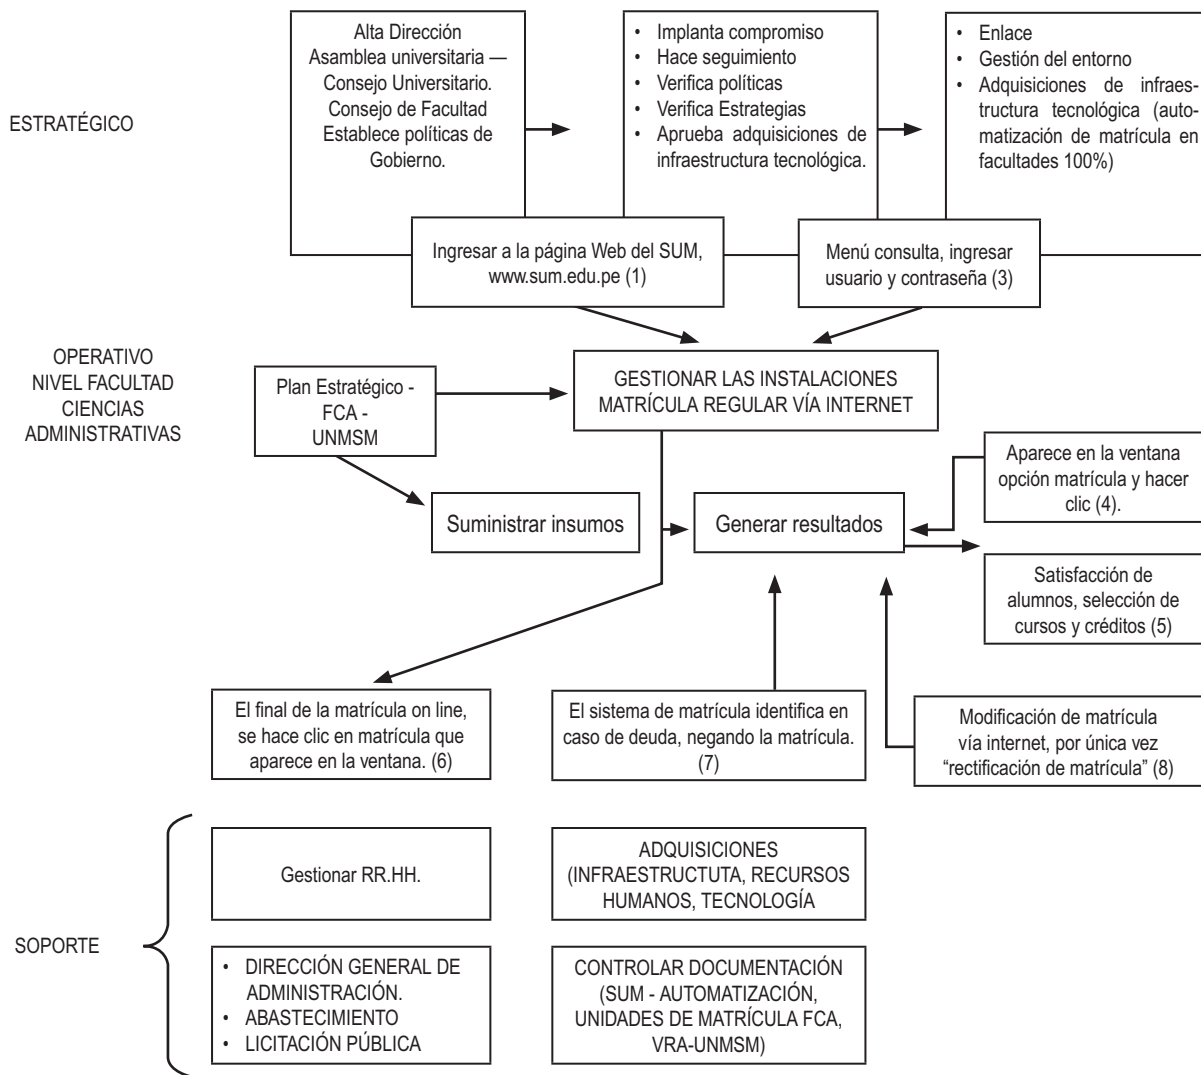 ESTRATÉGICO
Alta Dirección
Asamblea universitaria —
Consejo Universitario.
Consejo de Facultad
Establece políticas de
Gobierno.
• Implanta compromiso
• Hace seguimiento
• Verifica políticas
• Verifica Estrategias
• Aprueba adquisiciones de
infraestructura tecnológica.
• Enlace
• Gestión del entorno
• Adquisiciones de infraes-
tructura tecnológica (auto-
matización de matrícula en
facultades 100%)
Ingresar a la página Web del SUM,
www.sum.edu.pe (1)
Menú consulta, ingresar
usuario y contraseña (3)
OPERATIVO
NIVEL FACULTAD
CIENCIAS
ADMINISTRATIVAS
Plan Estratégico -
FCA -
UNMSM
GESTIONAR LAS INSTALACIONES
MATRÍCULA REGULAR VÍA INTERNET
Suministrar insumos
Generar resultados
Aparece en la ventana
opción matrícula y hacer
clic (4).
Satisfacción de
alumnos, selección de
cursos y créditos (5)
El final de la matrícula on line,
se hace clic en matrícula que
aparece en la ventana. (6)
El sistema de matrícula identifica en
caso de deuda, negando la matrícula.
(7)
Modificación de matrícula
vía internet, por única vez
“rectificación de matrícula” (8)
SOPORTE
Gestionar RR.HH.
ADQUISICIONES
(INFRAESTRUCTUTA, RECURSOS
HUMANOS, TECNOLOGÍA
• DIRECCIÓN GENERAL DE
ADMINISTRACIÓN.
• ABASTECIMIENTO
• LICITACIÓN PÚBLICA
CONTROLAR DOCUMENTACIÓN
(SUM - AUTOMATIZACIÓN,
UNIDADES DE MATRÍCULA FCA,
VRA-UNMSM)